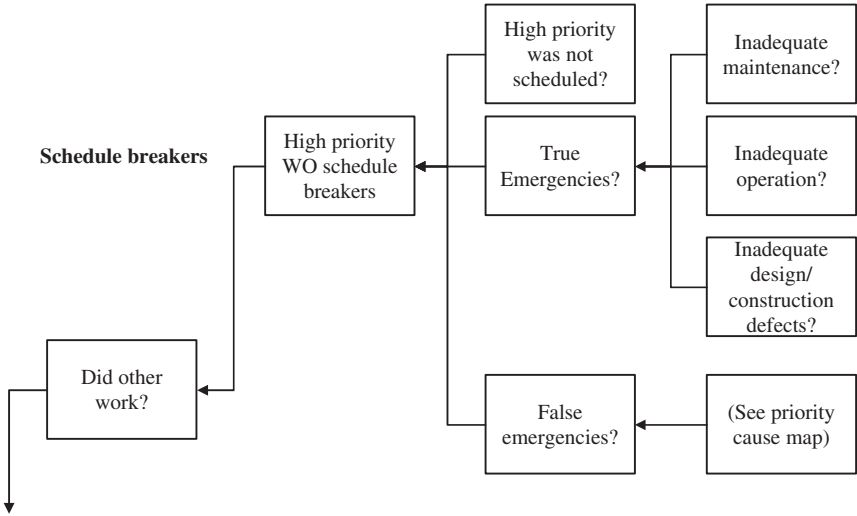 High priority
was not
scheduled?
Inadequate
maintenance?
Schedule breakers
High priority
WO schedule
breakers
True
Emergencies?
Inadequate
operation?
Inadequate
design/
construction
defects?
Did other
work?
False
emergencies?
(See priority
cause map)